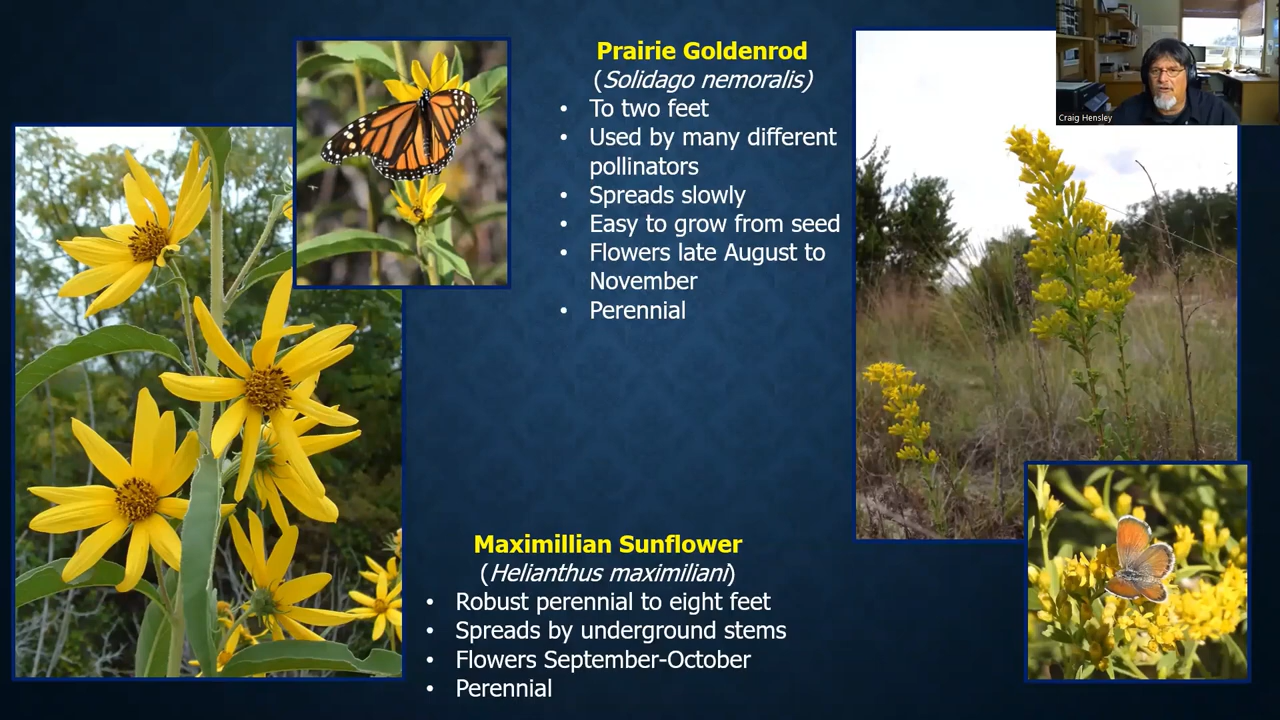 Prairie Goldenrod
(Solidago nemoralis)
• To two feet
• Used by many different
pollinators
• Spreads slowly
• Easy to grow from seed
• Flowers late August to
November
• Perennial
Craig Hensley
Maximillian Sunflower
(Helianthus maximiliani)
• Robust perennial to eight feet
• Spreads by underground stems
• Flowers September-October
• Perennial